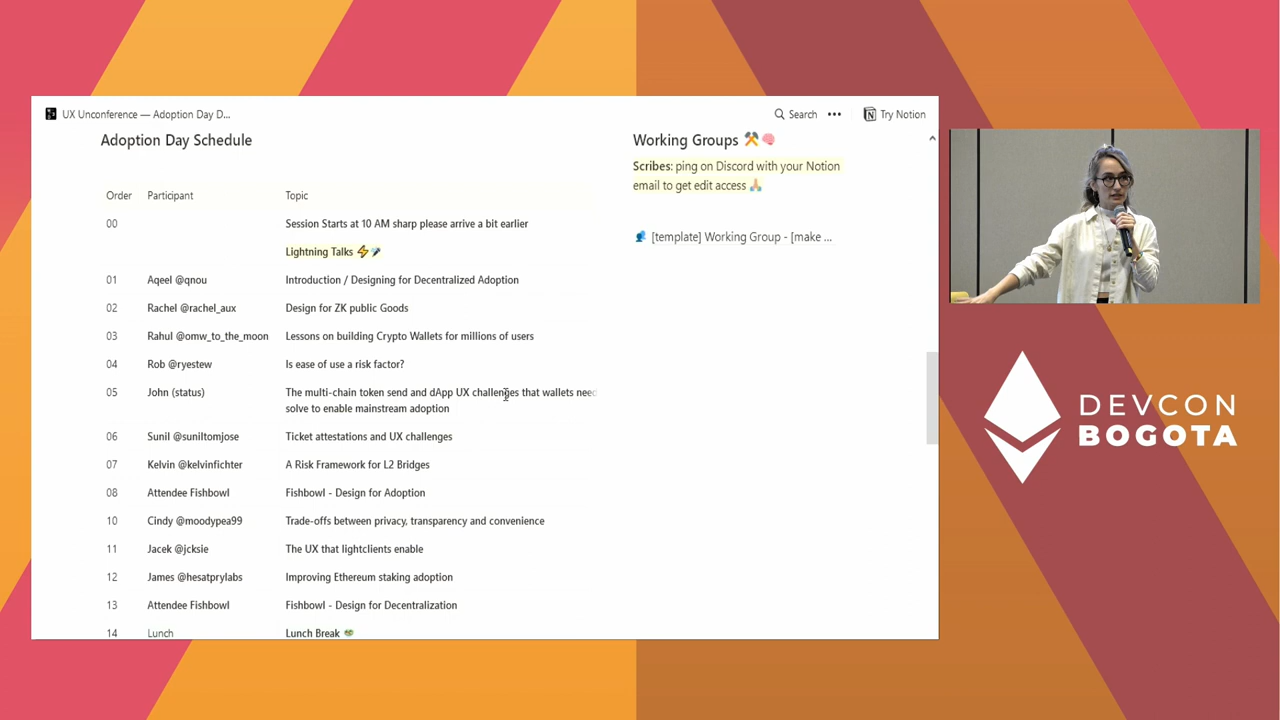 UX Unconference — Adoption Day D...
Search
•••
Try Notion
Adoption Day Schedule
Order Participant Topic
00 Session Starts at 10 AM sharp please arrive a bit earlier
Lightning Talks ⚡🎤
01 Aqeel @qnou Introduction / Designing for Decentralized Adoption
02 Rachel @rachel_aux Design for ZK public Goods
03 Rahul @omw_to_the_moon Lessons on building Crypto Wallets for millions of users
04 Rob @ryestew Is ease of use a risk factor?
05 John (status) The multi-chain token send and dApp UX challenges that wallets need
solve to enable mainstream adoption
06 Sunil @suniltomjose Ticket attestations and UX challenges
07 Kelvin @kelvinfichter A Risk Framework for L2 Bridges
08 Attendee Fishbowl Fishbowl - Design for Adoption
10 Cindy @moodypea99 Trade-offs between privacy, transparency and convenience
11 Jacek @jcksie The UX that lightclients enable
12 James @hesatprylabs Improving Ethereum staking adoption
13 Attendee Fishbowl Fishbowl - Design for Decentralization
14 Lunch Lunch Break
Working Groups ⚒️🧠
Scribes: ping on Discord with your Notion
email to get edit access 🙏
[template] Working Group - [make ...
DEVCON
BOGOTA